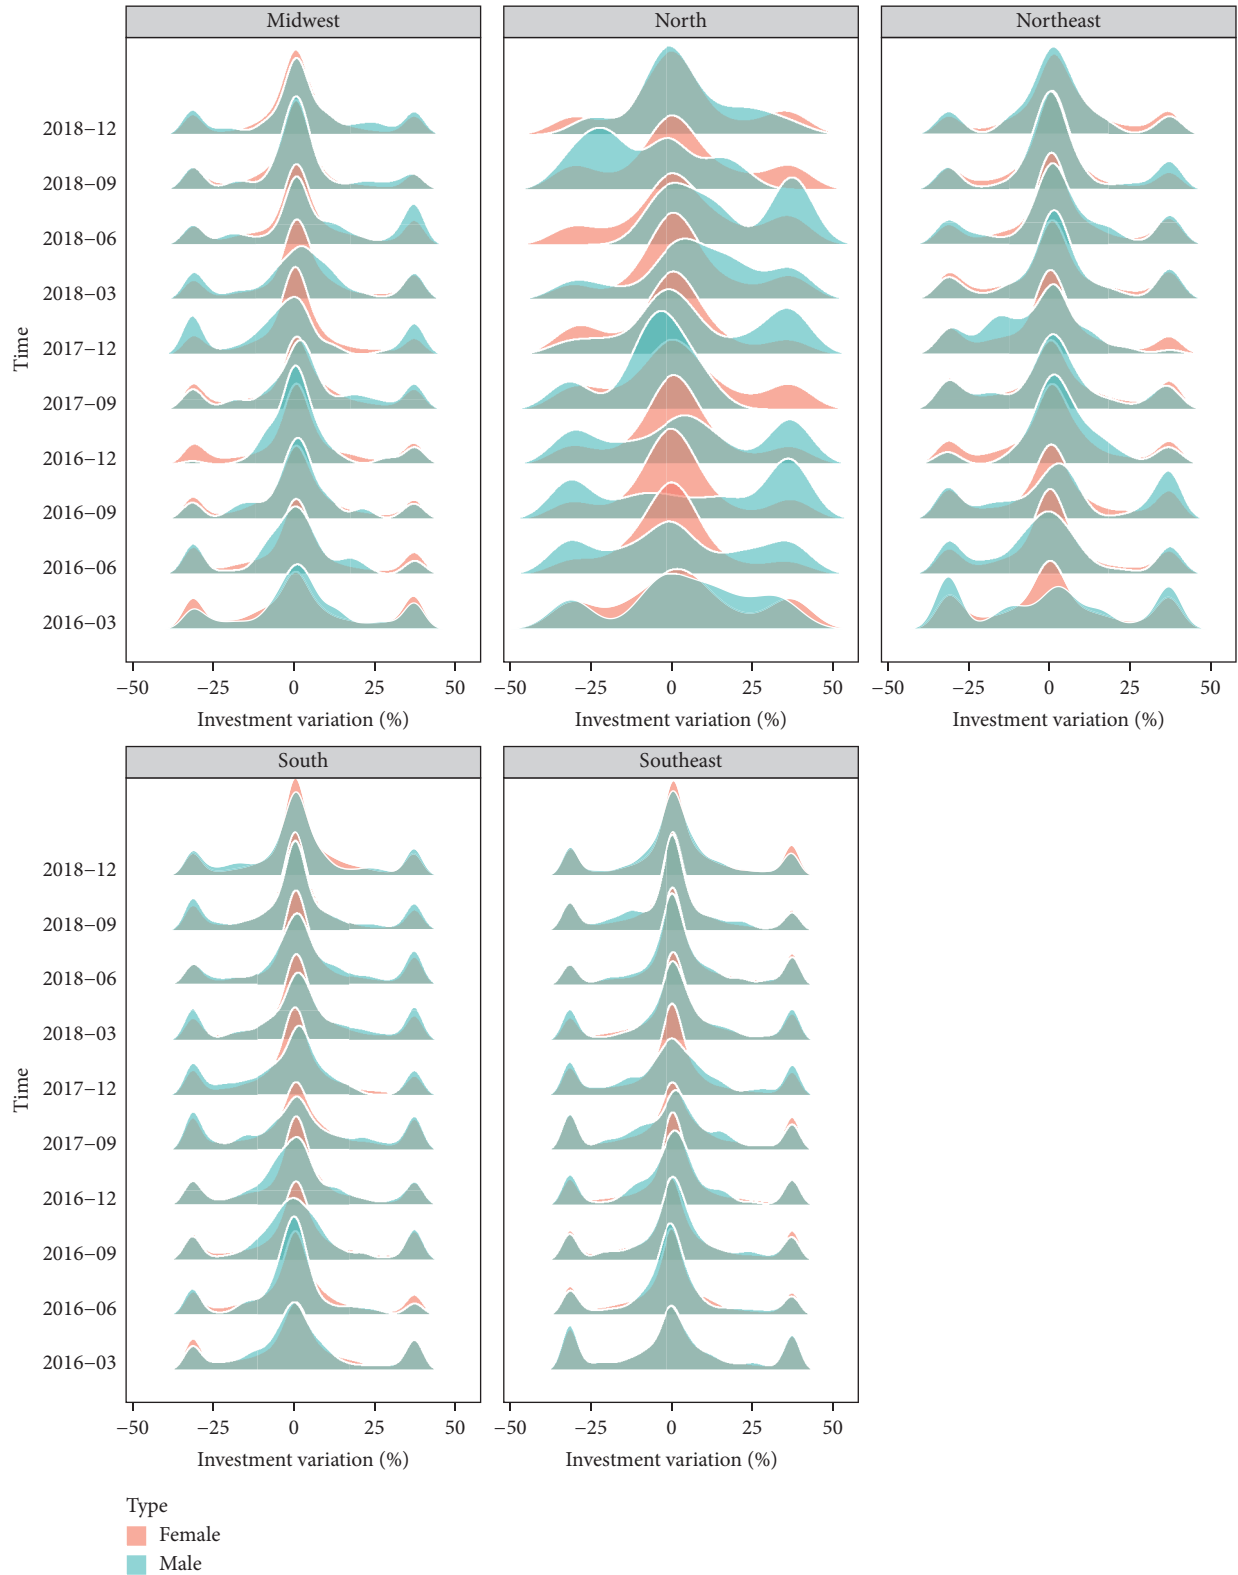 Midwest North Northeast
2018−12
2018−09
2018−06
2018−03
2017−12
2017−09
2016−12
2016−09
2016−06
2016−03
Time
−50 −25 0 25 50 −50 −25 0 25 50 −50 −25 0 25 50
Investment variation (%) Investment variation (%) Investment variation (%)
South Southeast
2018−12
2018−09
2018−06
2018−03
2017−12
2017−09
2016−12
2016−09
2016−06
2016−03
Time
−50 −25 0 25 50 −50 −25 0 25 50
Investment variation (%) Investment variation (%)
Type
Female
Male